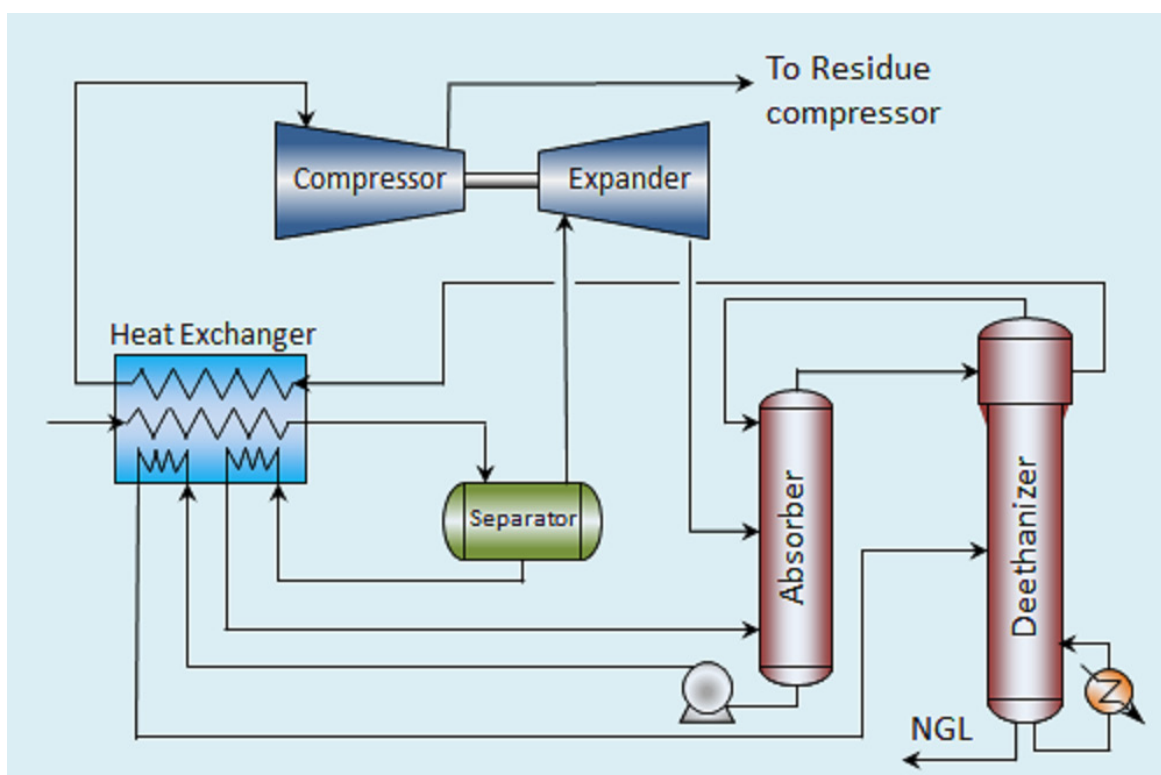 To Residue
compressor
Compressor
Expander
Heat Exchanger
Separator
Absorber
Deethanizer
NGL